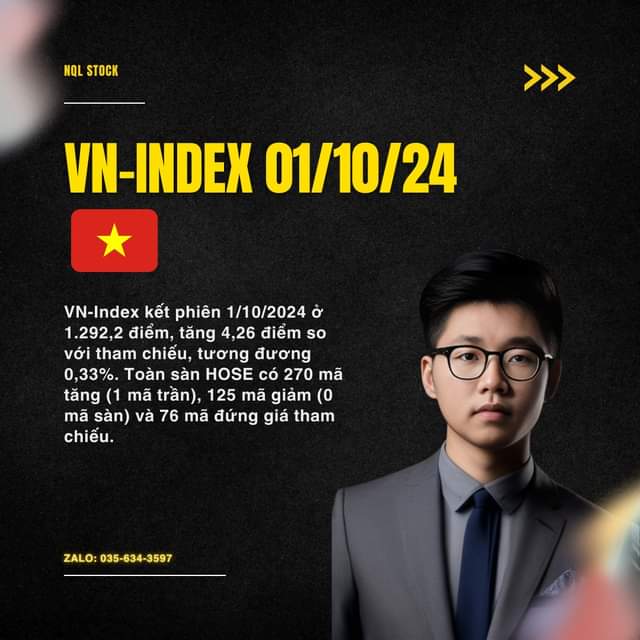 NQL STOCK
VN-INDEX 01/10/24
VN-Index kết phiên 1/10/2024 ở
1.292,2 điểm, tăng 4,26 điểm so
với tham chiếu, tương đương
0,33%. Toàn sàn HOSE có 270 mã
tăng (1 mã trần), 125 mã giảm (0
mã sàn) và 76 mã đứng giá tham
chiếu.
ZALO: 035-634-3597